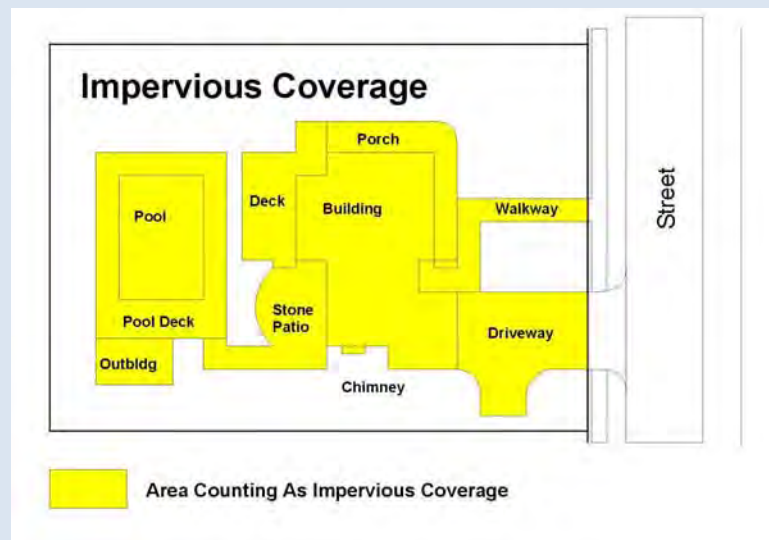 Impervious Coverage
Porch
Deck
Building
Walkway
Street
Pool
Stone
Patio
Pool Deck
Driveway
Outbldg
Chimney
Area Counting As Impervious Coverage